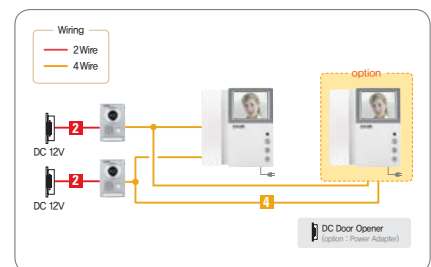 Wiring
2 Wire
4 Wire
option
2
DC 12V
2
DC 12V
4
DC Door Opener
(option : Power Adapter)